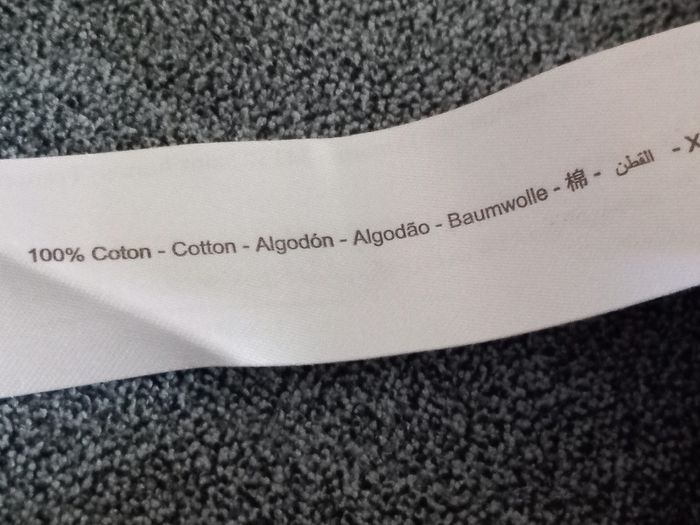 100% Coton - Cotton - Algodón - Algodão - Baumwolle - 棉 - القطن - X